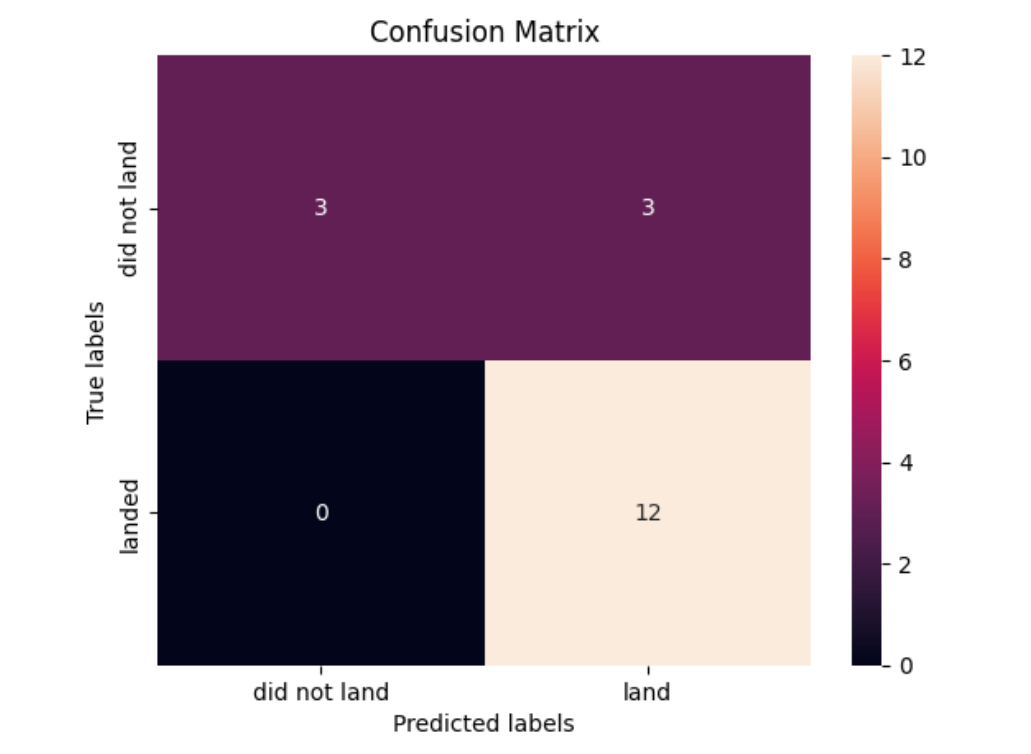 Confusion Matrix
did not land
landed
True labels
3 3
0 12
did not land land
Predicted labels
12
10
8
6
4
2
0